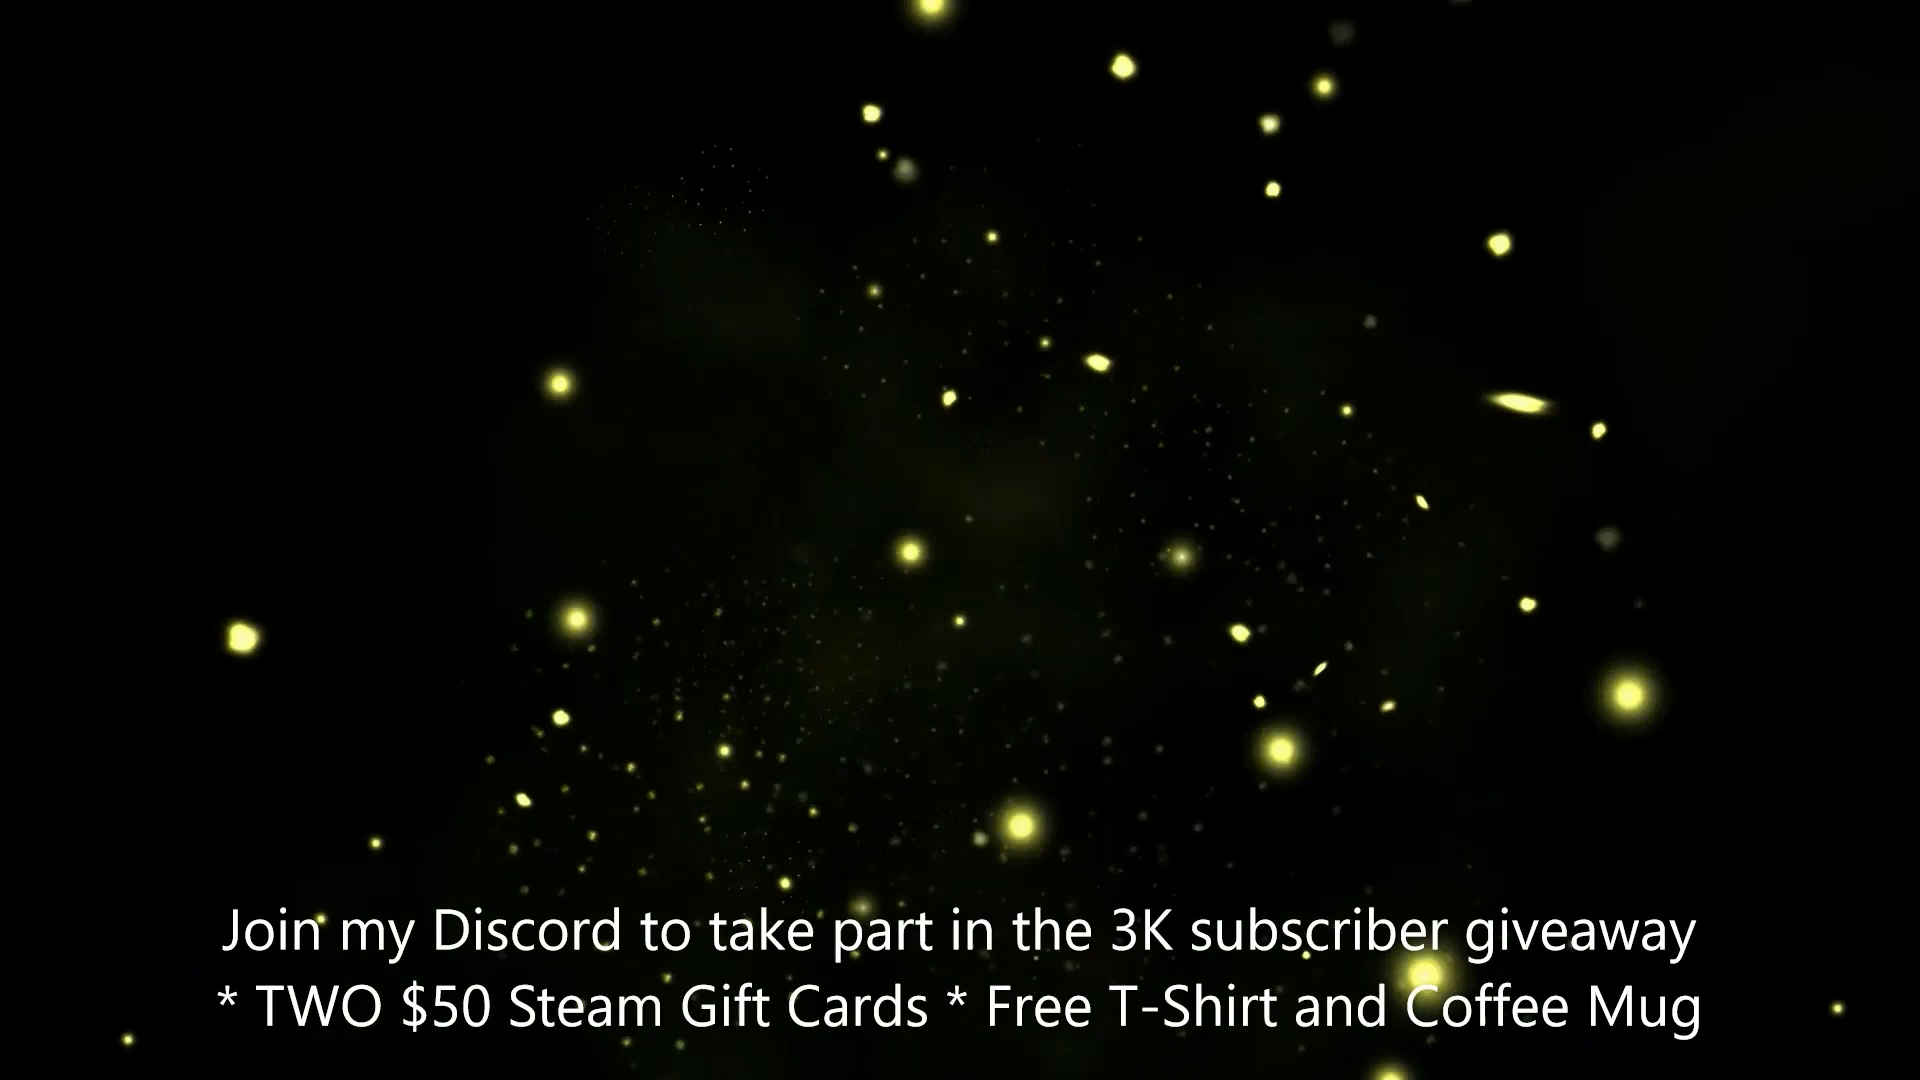 Join my Discord to take part in the 3K subscriber giveaway
* TWO $50 Steam Gift Cards * Free T-Shirt and Coffee Mug